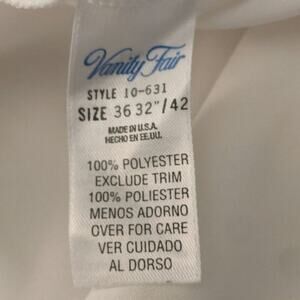 Vanity Fair
STYLE 10-631
SIZE 36 32"/42
MADE IN U.S.A.
HECHO EN EE.UU.
100% POLYESTER
EXCLUDE TRIM
100% POLIESTER
MENOS ADORNO
OVER FOR CARE
VER CUIDADO
AL DORSO